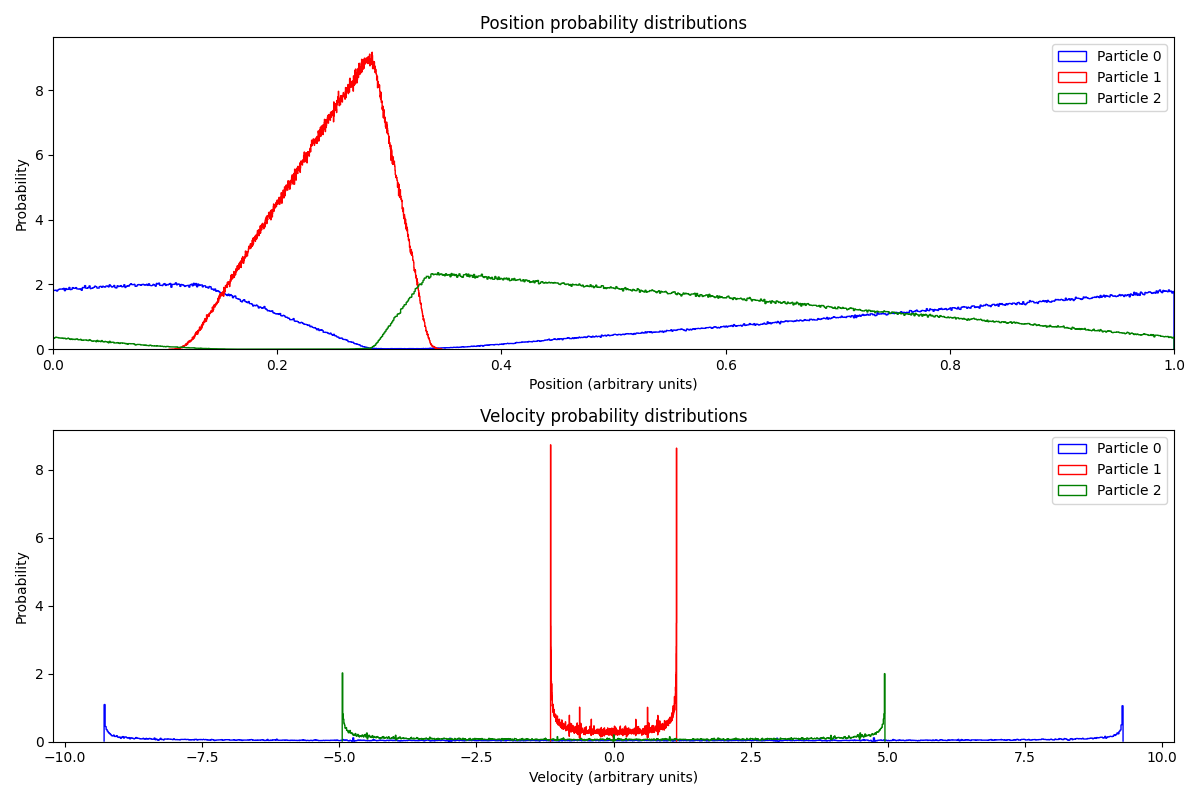 Position probability distributions
Probability
8
6
4
2
0
Particle 0
Particle 1
Particle 2
0.0 0.2 0.4 0.6 0.8 1.0
Position (arbitrary units)
Velocity probability distributions
Probability
8
6
4
2
0
Particle 0
Particle 1
Particle 2
−10.0 −7.5 −5.0 −2.5 0.0 2.5 5.0 7.5 10.0
Velocity (arbitrary units)